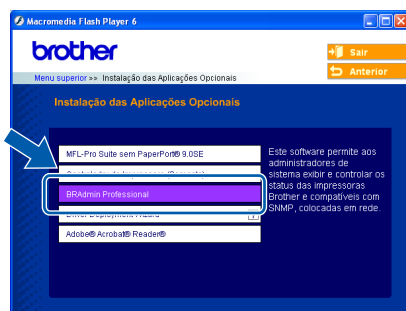 Macromedia Flash Player 6
brother
Sair
Anterior
Menu superior >> Instalação das Aplicações Opcionais
Instalação das Aplicações Opcionais
MFL-Pro Suite sem PaperPort® 9.0SE
BRAdmin Professional
Adobe® Acrobat® Reader®
Este software permite aos
administradores de
sistema exibir e controlar os
status das impressoras
Brother e compatíveis com
SNMP, colocadas em rede.